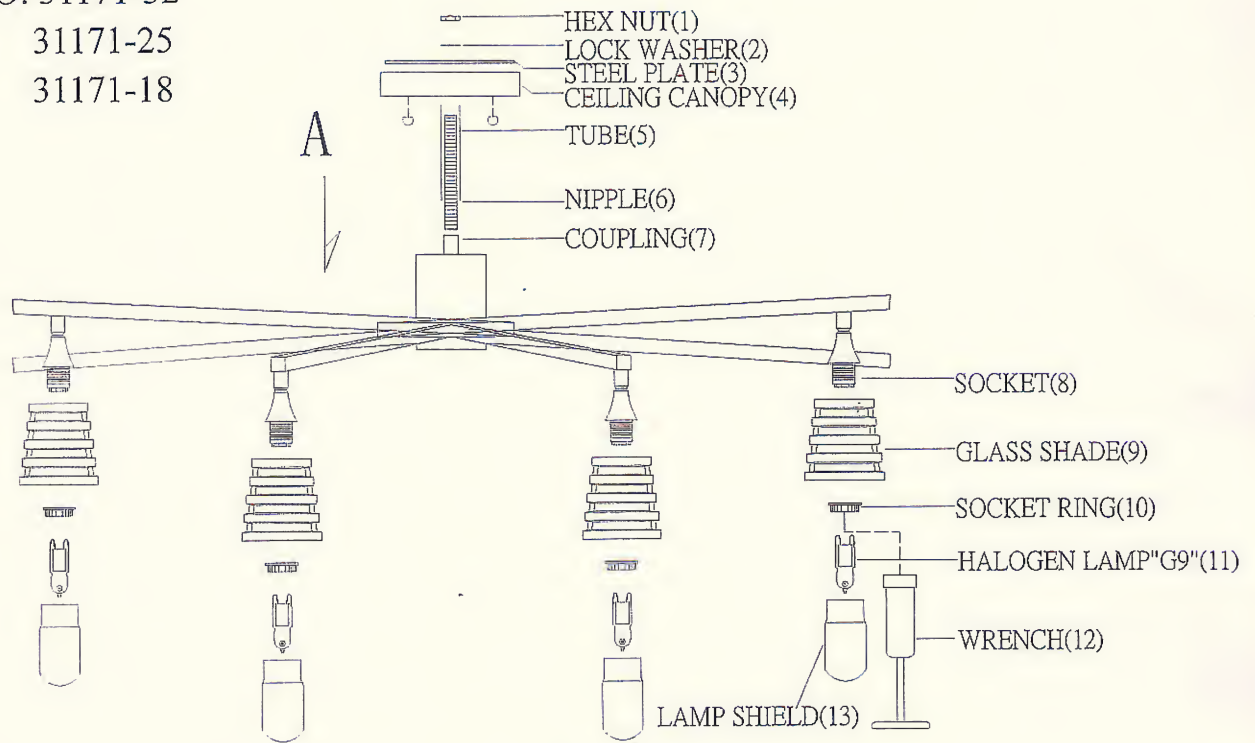 31171-25
31171-18
A
HEX NUT(1)
LOCK WASHER(2)
STEEL PLATE(3)
CEILING CANOPY(4)
TUBE(5)
NIPPLE(6)
COUPLING(7)
SOCKET(8)
GLASS SHADE(9)
SOCKET RING(10)
HALOGEN LAMP"G9"(11)
WRENCH(12)
LAMP SHIELD(13)